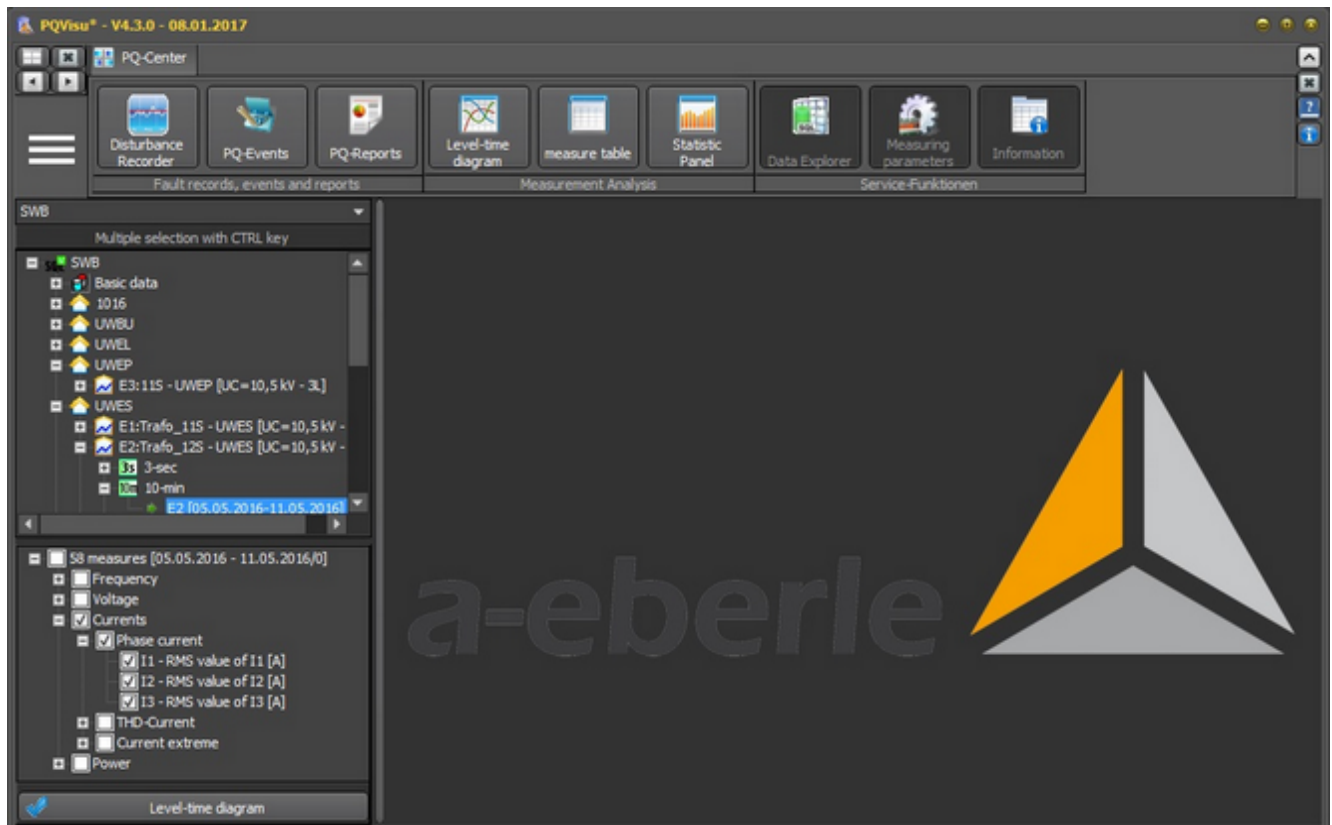 PQVisu® - V4.3.0 - 08.01.2017
PQ-Center
Disturbance
Recorder
PQ-Events
PQ-Reports
Level-time
diagram
measure table
Statistic
Panel
Data Explorer
Measuring
parameters
Information
Fault records, events and reports
Measurement Analysis
Service-Funktionen
SWB
Multiple selection with CTRL key
SWB
Basic data
1016
UWBU
UWEL
UWEP
E3:11S - UWEP [UC=10,5 kV - 3L]
UWES
E1:Trafo_11S - UWES [UC=10,5 kV -
E2:Trafo_12S - UWES [UC=10,5 kV -
3s 3-sec
10-min
E2 [05.05.2016-11.05.2016]
58 measures [05.05.2016 - 11.05.2016/0]
Frequency
Voltage
Currents
Phase current
I1 - RMS value of I1 [A]
I2 - RMS value of I2 [A]
I3 - RMS value of I3 [A]
THD-Current
Current extreme
Power
Level-time diagram
a-eberle